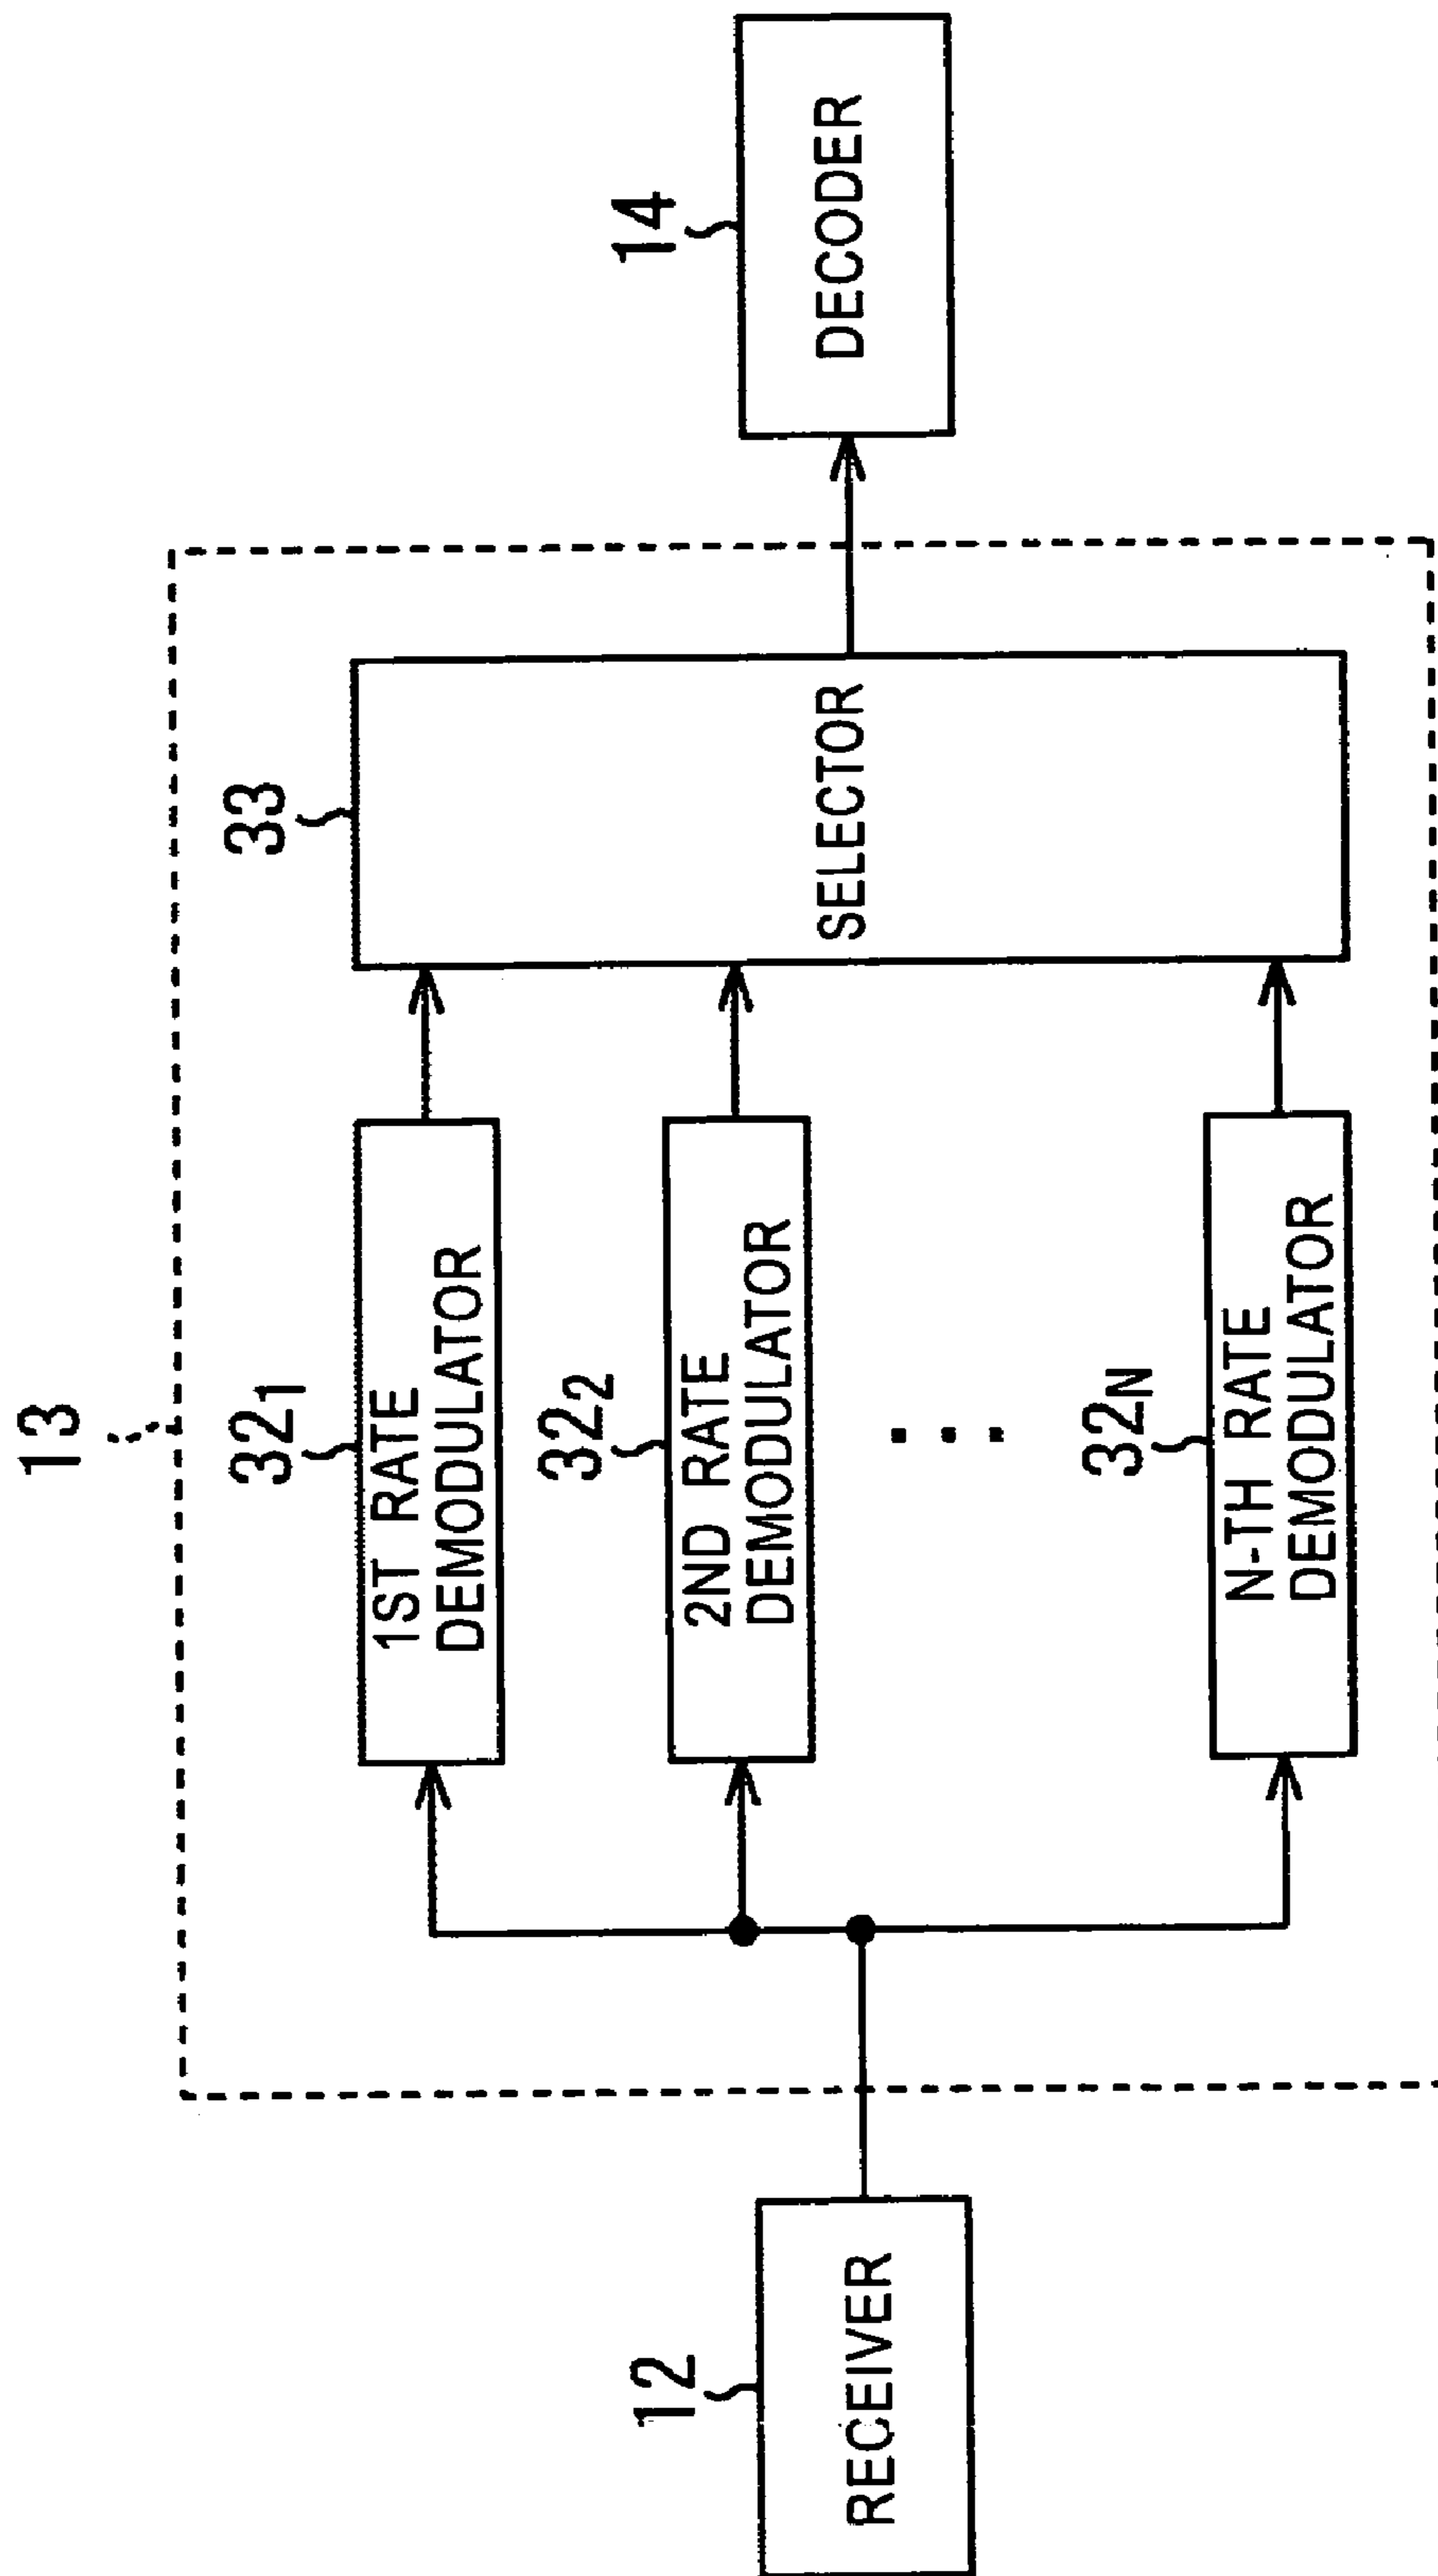 13
12
RECEIVER
32₁
1ST RATE
DEMODULATOR
32₂
2ND RATE
DEMODULATOR
. . .
32N
N-TH RATE
DEMODULATOR
33
SELECTOR
14
DECODER